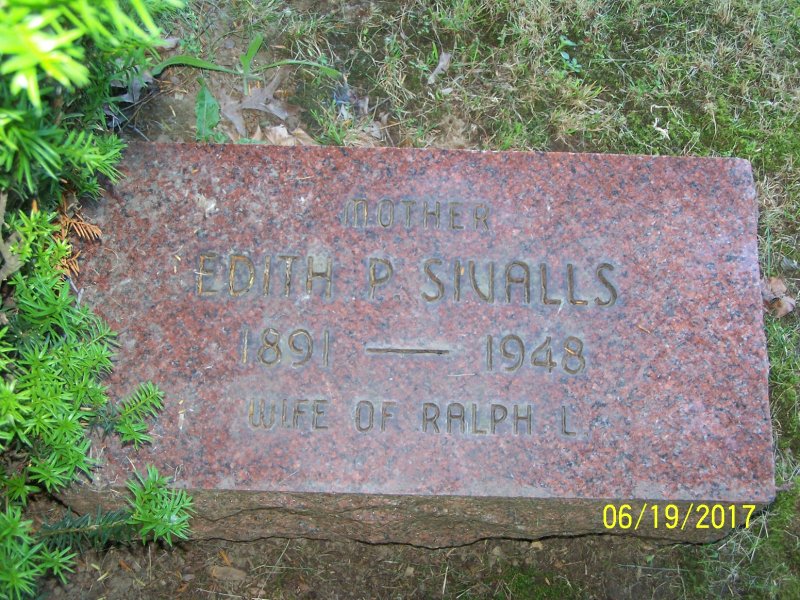 MOTHER
EDITH P. SIVALLS
1891 — 1948
WIFE OF RALPH L.
06/19/2017